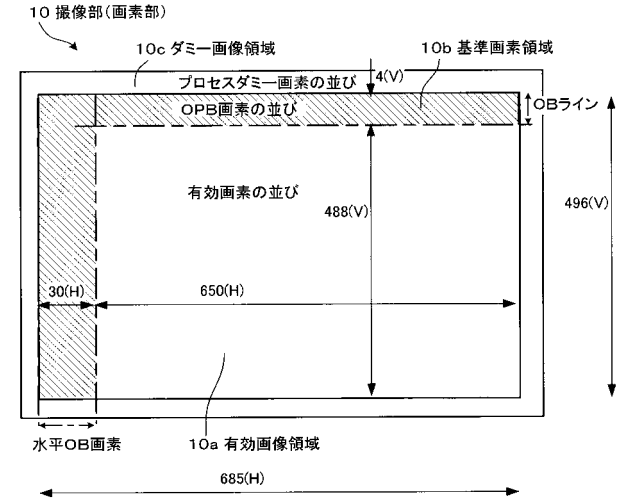 10 撮像部(画素部)
10c ダミー画像領域
10b 基準画素領域
プロセスダミー画素の並び
4(V)
OPB画素の並び
OBライン
有効画素の並び
488(V)
496(V)
30(H)
650(H)
水平OB画素
10a 有効画像領域
685(H)